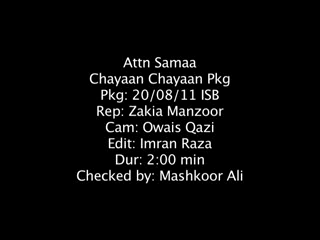 Attn Samaa
Chayaan Chayaan Pkg
Pkg: 20/08/11 ISB
Rep: Zakia Manzoor
Cam: Owais Qazi
Edit: Imran Raza
Dur: 2:00 min
Checked by: Mashkoor Ali